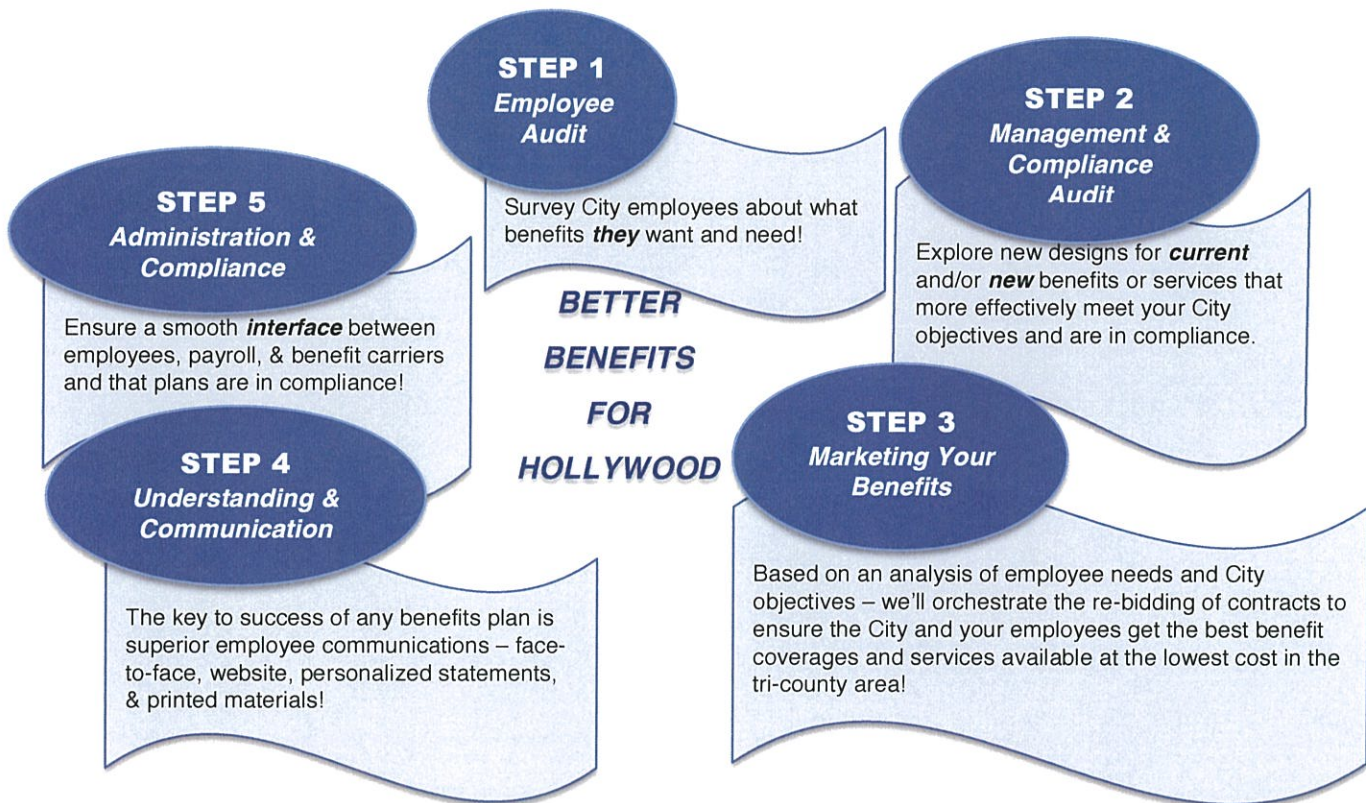 STEP 1
Employee
Audit
Survey City employees about what
benefits they want and need!
STEP 2
Management &
Compliance
Audit
Explore new designs for current
and/or new benefits or services that
more effectively meet your City
objectives and are in compliance.
STEP 3
Marketing Your
Benefits
Based on an analysis of employee needs and City
objectives – we'll orchestrate the re-bidding of contracts to
ensure the City and your employees get the best benefit
coverages and services available at the lowest cost in the
tri-county area!
STEP 4
Understanding &
Communication
The key to success of any benefits plan is
superior employee communications – face-
to-face, website, personalized statements,
& printed materials!
STEP 5
Administration &
Compliance
Ensure a smooth interface between
employees, payroll, & benefit carriers
and that plans are in compliance!
BETTER
BENEFITS
FOR
HOLLYWOOD